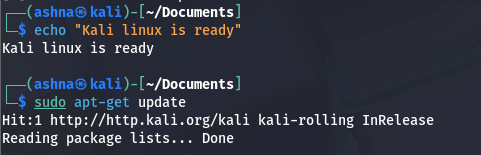 ┌──(ashna㉿kali)-[~/Documents]
└─$ echo "Kali linux is ready"
Kali linux is ready
┌──(ashna㉿kali)-[~/Documents]
└─$ sudo apt-get update
Hit:1 http://http.kali.org/kali kali-rolling InRelease
Reading package lists... Done